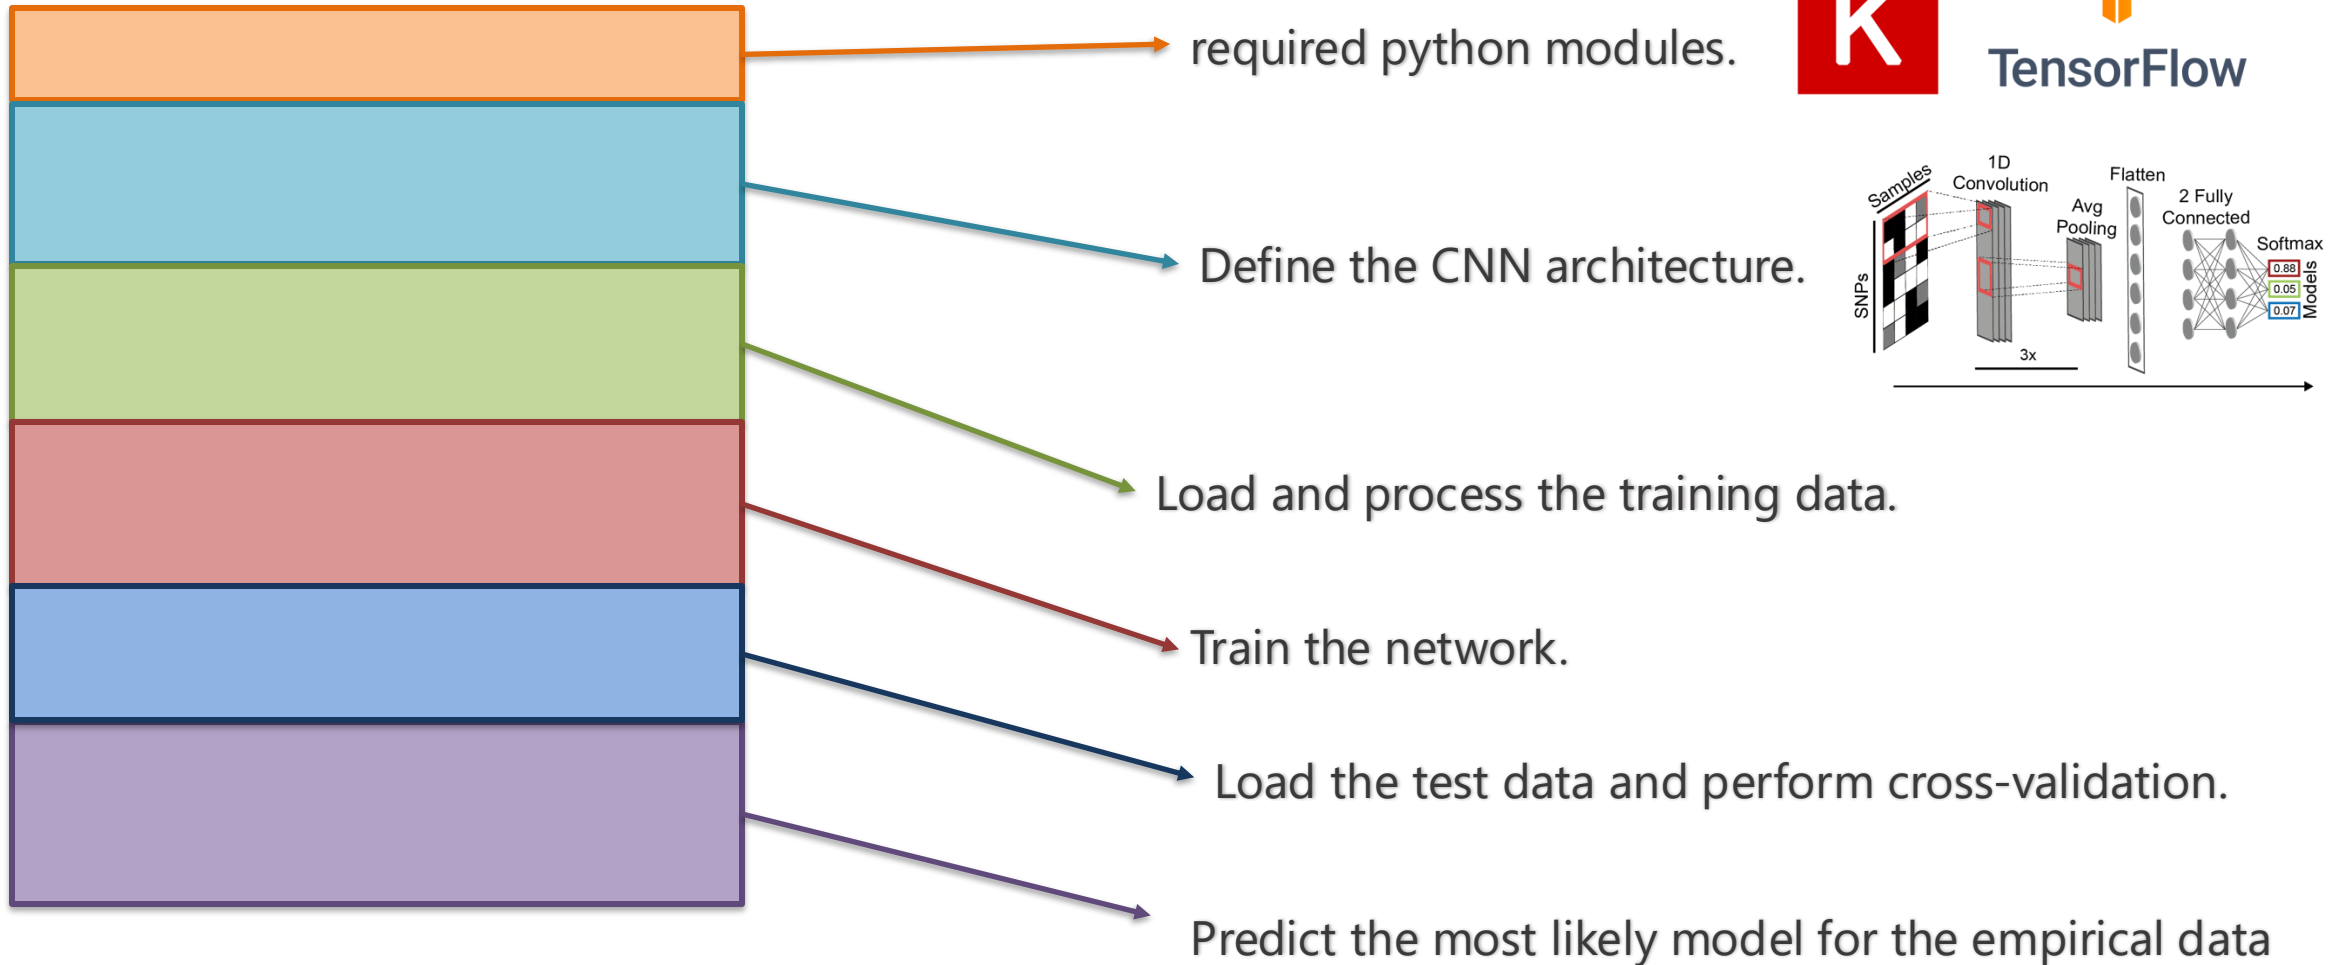 required python modules.
K
TensorFlow
Samples
SNPs
1D
Convolution
Avg
Pooling
3x
Flatten
2 Fully
Connected
Softmax
0.88
0.05
0.07
Models
Define the CNN architecture.
Load and process the training data.
Train the network.
Load the test data and perform cross-validation.
Predict the most likely model for the empirical data